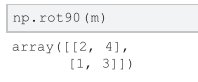 np.rot90(m)
array([[2, 4],
       [1, 3]])